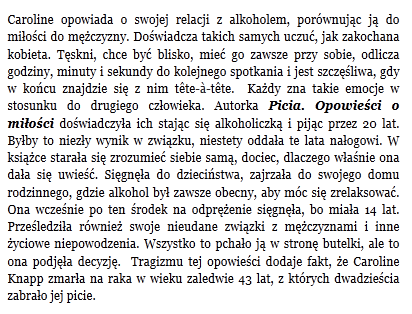 Caroline opowiada o swojej relacji z alkoholem, porównując ją do
miłości do mężczyzny. Doświadcza takich samych uczuć, jak zakochana
kobieta. Tęskni, chce być blisko, mieć go zawsze przy sobie, odlicza
godziny, minuty i sekundy do kolejnego spotkania i jest szczęśliwa, gdy
w końcu znajdzie się z nim tête-à-tête. Każdy zna takie emocje w
stosunku do drugiego człowieka. Autorka Picia. Opowieści o
miłości doświadczyła ich stając się alkoholiczką i pijąc przez 20 lat.
Byłby to niezły wynik w związku, niestety oddała te lata nałogowi. W
książce starała się zrozumieć siebie samą, dociec, dlaczego właśnie ona
dała się uwieść. Sięgnęła do dzieciństwa, zajrzała do swojego domu
rodzinnego, gdzie alkohol był zawsze obecny, aby móc się zrelaksować.
Ona wcześnie po ten środek na odprężenie sięgnęła, bo miała 14 lat.
Prześledziła również swoje nieudane związki z mężczyznami i inne
życiowe niepowodzenia. Wszystko to pchało ją w stronę butelki, ale to
ona podjęła decyzję. Tragizmu tej opowieści dodaje fakt, że Caroline
Knapp zmarła na raka w wieku zaledwie 43 lat, z których dwadzieścia
zabrało jej picie.